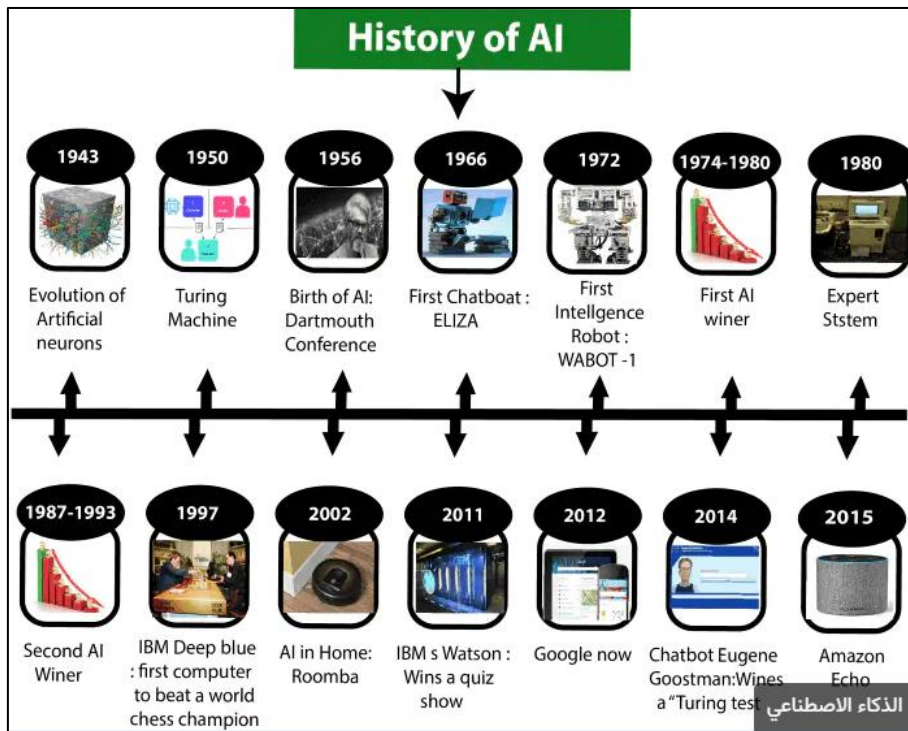 History of AI
1943
1950
1956
1966
1972
1974-1980
1980
Evolution of
Artificial
neurons
Turing
Machine
Birth of AI:
Dartmouth
Conference
First Chatboat :
ELIZA
First
Intellgence
Robot :
WABOT -1
First AI
winer
Expert
Ststem
1987-1993
1997
2002
2011
2012
2014
2015
Second AI
Winer
IBM Deep blue
: first computer
to beat a world
chess champion
AI in Home:
Roomba
IBM s Watson :
Wins a quiz
show
Google now
Chatbot Eugene
Goostman:Wines
a "Turing test
Amazon
Echo
الذكاء الاصطناعي